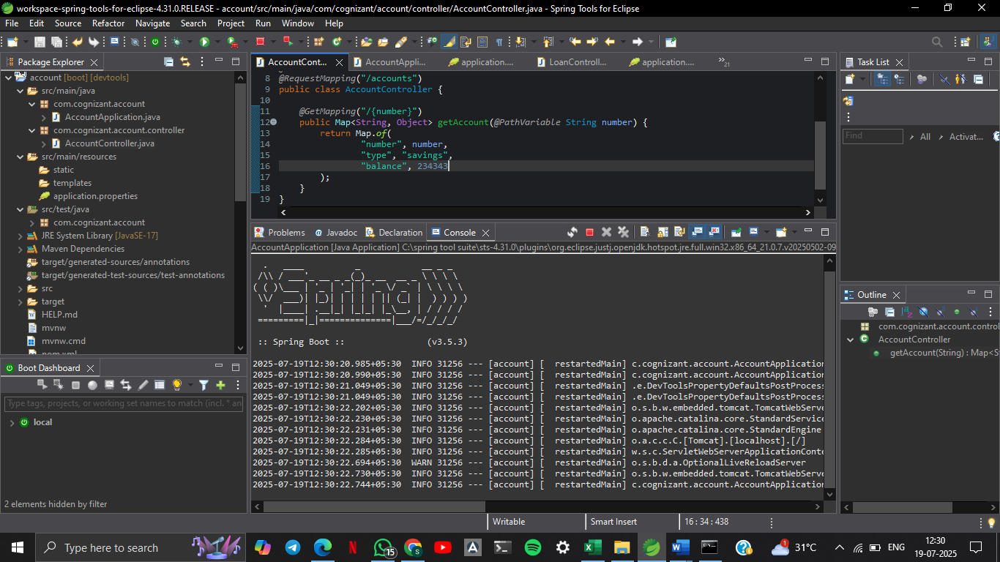 workspace-spring-tools-for-eclipse-4.31.0.RELEASE - account/src/main/java/com/cognizant/account/controller/AccountController.java - Spring Tools for Eclipse
File Edit Source Refactor Navigate Search Project Run Window Help
Package Explorer
account [boot] [devtools]
src/main/java
com.cognizant.account
AccountApplication.java
com.cognizant.account.controller
AccountController.java
src/main/resources
static
templates
application.properties
src/test/java
com.cognizant.account
JRE System Library [JavaSE-17]
Maven Dependencies
target/generated-sources/annotations
target/generated-test-sources/test-annotations
src
target
HELP.md
mvnw
mvnw.cmd
pom.xml
Boot Dashboard
Type tags, projects, or working set names to match (incl. * an
local
2 elements hidden by filter
AccountCont... AccountAppli... application.... LoanControll... application.... »21
8 @RequestMapping("/accounts")
9 public class AccountController {
10
11 @GetMapping("/{number}")
12 public Map<String, Object> getAccount(@PathVariable String number) {
13 return Map.of(
14 "number", number,
15 "type", "savings",
16 "balance", 234343
17 );
18 }
19 }
Problems @ Javadoc Declaration Console
AccountApplication [Java Application] C:\spring tool suite\sts-4.31.0\plugins\org.eclipse.justj.openjdk.hotspot.jre.full.win32.x86_64_21.0.7.v20250502-09
Spring
:: Spring Boot :: (v3.5.3)
2025-07-19T12:30:20.985+05:30 INFO 31256 --- [account] [ restartedMain] c.cognizant.account.AccountApplication
2025-07-19T12:30:20.990+05:30 INFO 31256 --- [account] [ restartedMain] c.cognizant.account.AccountApplication
2025-07-19T12:30:21.049+05:30 INFO 31256 --- [account] [ restartedMain] .e.DevToolsPropertyDefaultsPostProcess
2025-07-19T12:30:21.049+05:30 INFO 31256 --- [account] [ restartedMain] .e.DevToolsPropertyDefaultsPostProcess
2025-07-19T12:30:22.202+05:30 INFO 31256 --- [account] [ restartedMain] o.s.b.w.embedded.tomcat.TomcatWebServe
2025-07-19T12:30:22.230+05:30 INFO 31256 --- [account] [ restartedMain] o.apache.catalina.core.StandardService
2025-07-19T12:30:22.231+05:30 INFO 31256 --- [account] [ restartedMain] o.apache.catalina.core.StandardEngine
2025-07-19T12:30:22.284+05:30 INFO 31256 --- [account] [ restartedMain] o.a.c.c.C.[Tomcat].[localhost].[/]
2025-07-19T12:30:22.285+05:30 INFO 31256 --- [account] [ restartedMain] w.s.c.ServletWebServerApplicationConte
2025-07-19T12:30:22.694+05:30 WARN 31256 --- [account] [ restartedMain] o.s.b.d.a.OptionalLiveReloadServer
2025-07-19T12:30:22.730+05:30 INFO 31256 --- [account] [ restartedMain] o.s.b.w.embedded.tomcat.TomcatWebServe
2025-07-19T12:30:22.744+05:30 INFO 31256 --- [account] [ restartedMain] c.cognizant.account.AccountApplication
Task List
Find All Activat...
Outline
com.cognizant.account.control
AccountController
getAccount(String) : Map<S
Writable Smart Insert 16 : 34 : 438
Type here to search
15
31°C ENG 12:30
19-07-2025